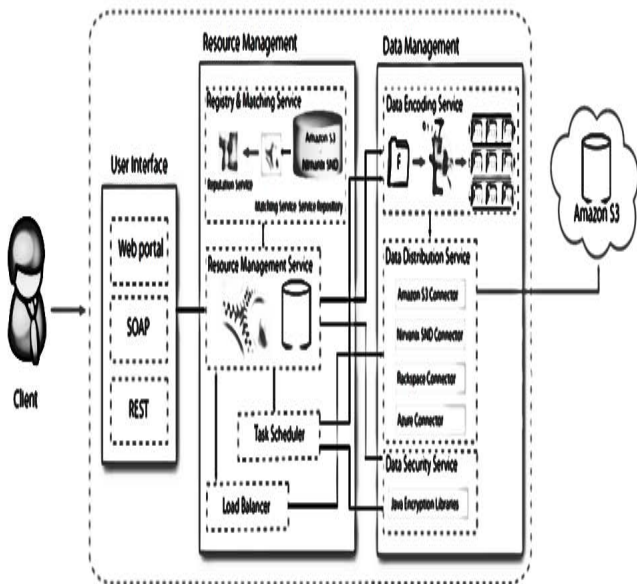 Resource Management
Data Management
Registry & Matching Service
Amazon S3
Nirvanix SND
Reputation Service
Matching Service
Service Repository
Data Encoding Service
F
User Interface
Web portal
SOAP
REST
Client
Resource Management Service
Task Scheduler
Load Balancer
Data Distribution Service
Amazon S3 Connector
Nirvanix SND Connector
Rackspace Connector
Azure Connector
Data Security Service
Java Encryption Libraries
Amazon S3